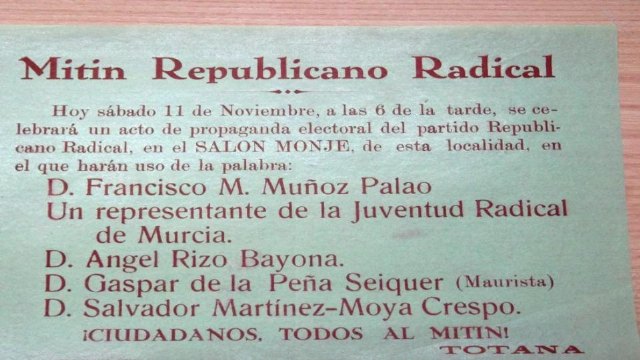 Mitin Republicano Radical
Hoy sábado 11 de Noviembre, a las 6 de la tarde, se ce-
lebrará un acto de propaganda electoral del partido Republi-
cano Radical, en el SALON MONJE, de esta localidad, en
el que harán uso de la palabra:
D. Francisco M. Muñoz Palao
Un representante de la Juventud Radical
de Murcia.
D. Angel Rizo Bayona.
D. Gaspar de la Peña Seiquer (Maurista)
D. Salvador Martínez-Moya Crespo.
¡CIUDADANOS, TODOS AL MITIN!
TOTANA